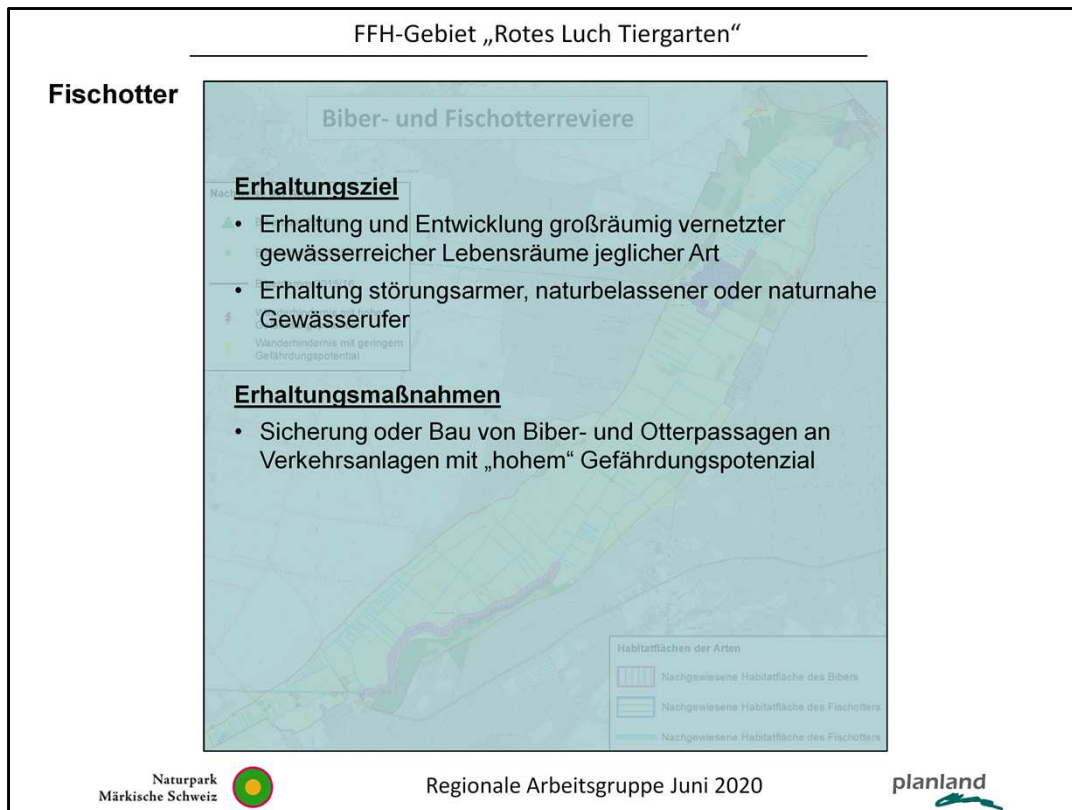 FFH-Gebiet „Rotes Luch Tiergarten“
Fischotter
Biber- und Fischotterreviere
Erhaltungsziel
• Erhaltung und Entwicklung großräumig vernetzter
gewässerreicher Lebensräume jeglicher Art
• Erhaltung störungsarmer, naturbelassener oder naturnahe
Gewässerufer
Wanderhindernis mit geringem
Gefährdungspotential
Erhaltungsmaßnahmen
• Sicherung oder Bau von Biber- und Otterpassagen an
Verkehrsanlagen mit „hohem“ Gefährdungspotenzial
Habitatflächen der Arten
Nachgewiesene Habitatfläche des Bibers
Nachgewiesene Habitatfläche des Fischotters
Nachgewiesene Habitatfläche des Fischotters
Naturpark
Märkische Schweiz
Regionale Arbeitsgruppe Juni 2020
planland